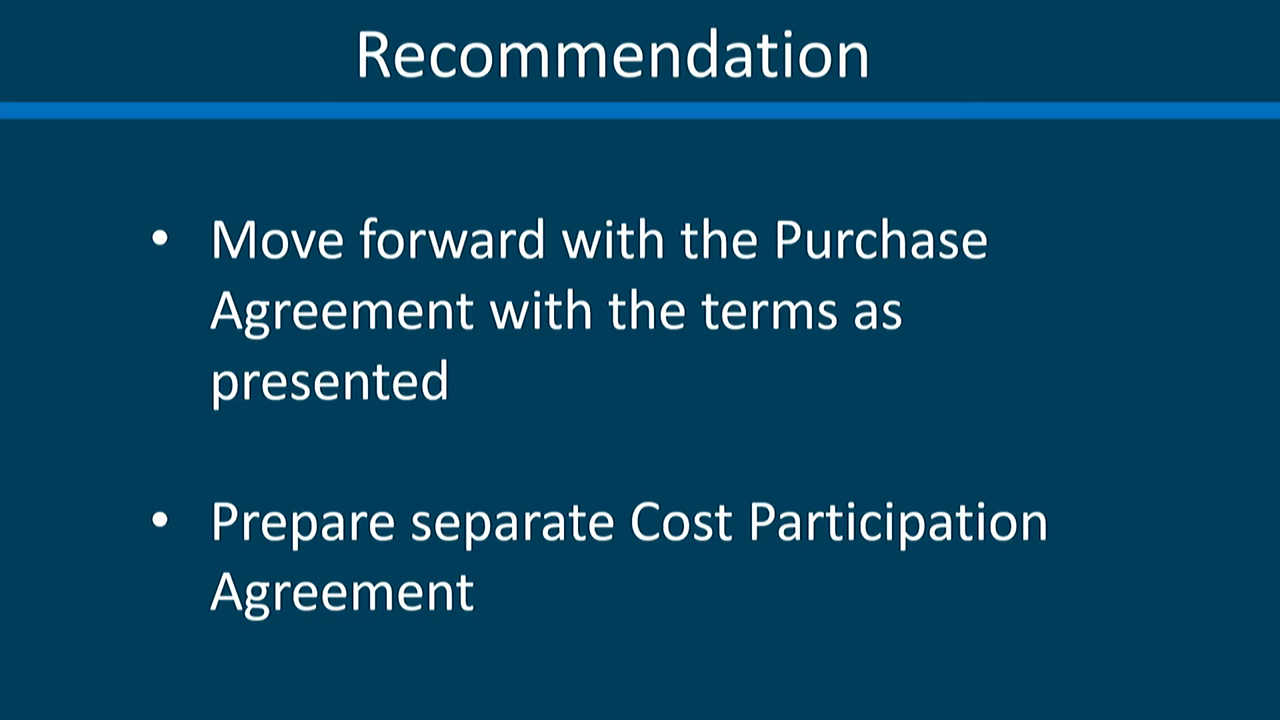 Recommendation
• Move forward with the Purchase
Agreement with the terms as
presented
• Prepare separate Cost Participation
Agreement